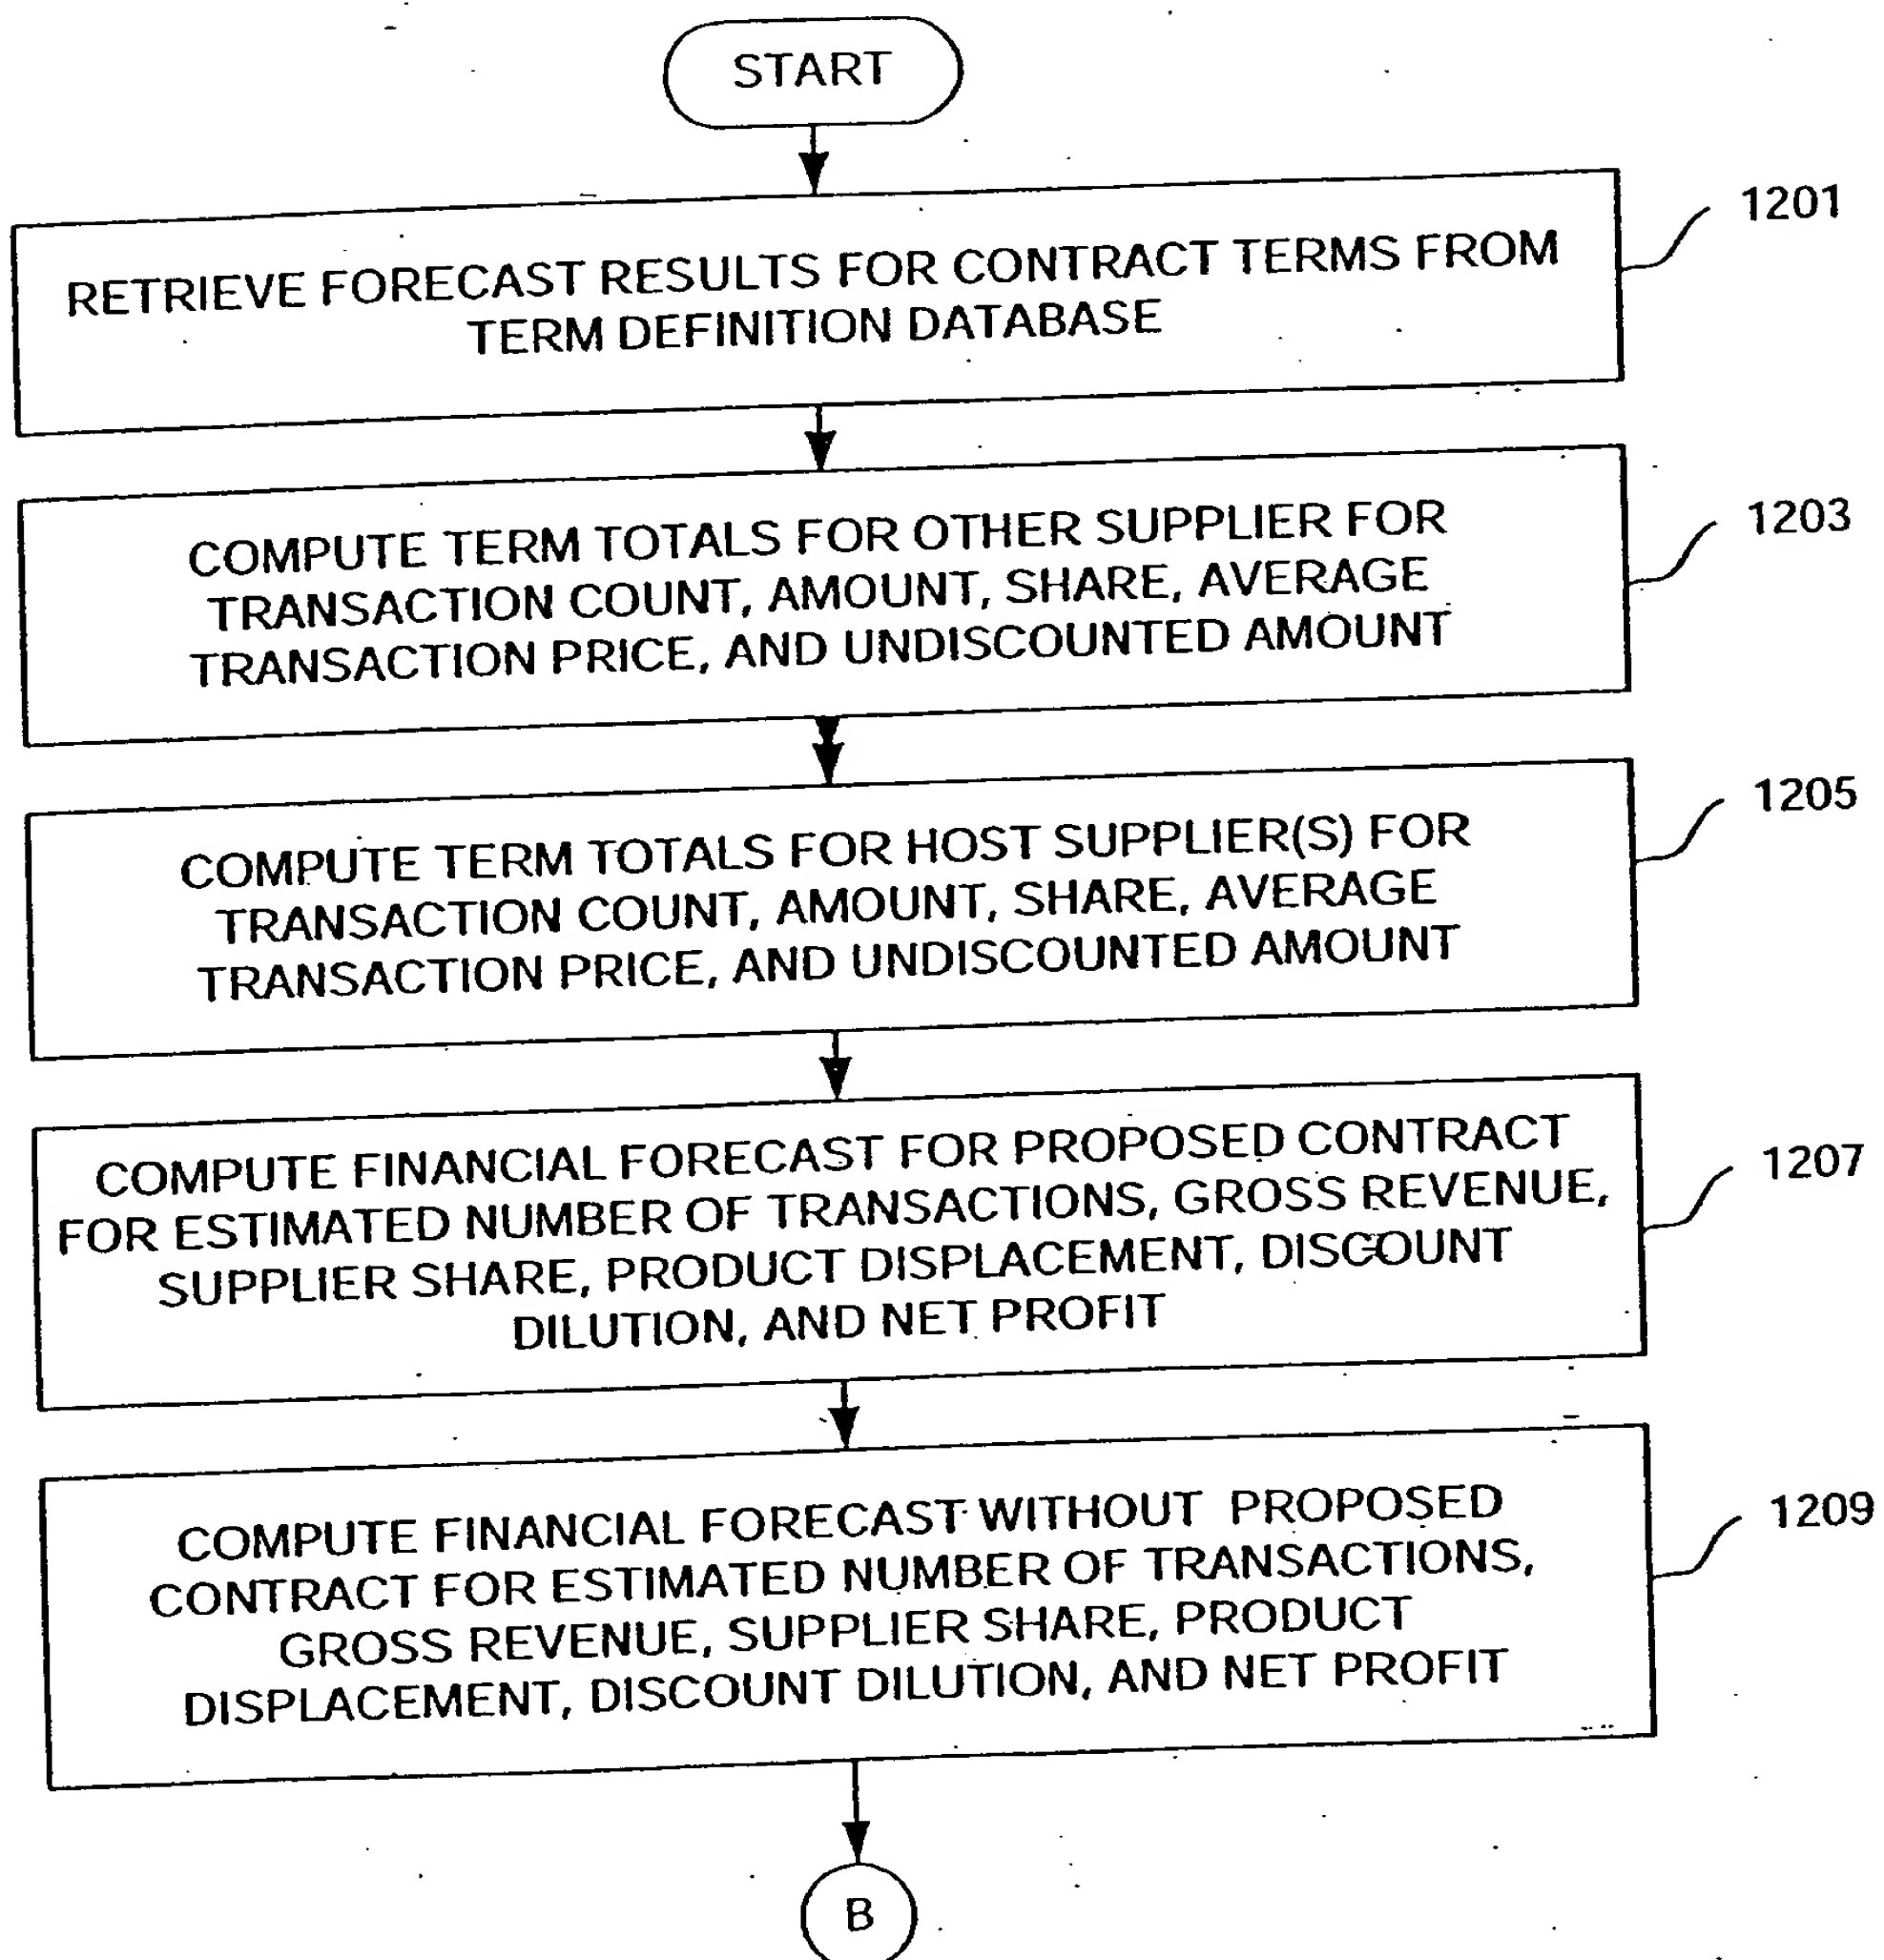 START
1201
RETRIEVE FORECAST RESULTS FOR CONTRACT TERMS FROM
TERM DEFINITION DATABASE
1203
COMPUTE TERM TOTALS FOR OTHER SUPPLIER FOR
TRANSACTION COUNT, AMOUNT, SHARE, AVERAGE
TRANSACTION PRICE, AND UNDISCOUNTED AMOUNT
1205
COMPUTE TERM TOTALS FOR HOST SUPPLIER(S) FOR
TRANSACTION COUNT, AMOUNT, SHARE, AVERAGE
TRANSACTION PRICE, AND UNDISCOUNTED AMOUNT
1207
COMPUTE FINANCIAL FORECAST FOR PROPOSED CONTRACT
FOR ESTIMATED NUMBER OF TRANSACTIONS, GROSS REVENUE,
SUPPLIER SHARE, PRODUCT DISPLACEMENT, DISCOUNT
DILUTION, AND NET PROFIT
1209
COMPUTE FINANCIAL FORECAST WITHOUT PROPOSED
CONTRACT FOR ESTIMATED NUMBER OF TRANSACTIONS,
GROSS REVENUE, SUPPLIER SHARE, PRODUCT
DISPLACEMENT, DISCOUNT DILUTION, AND NET PROFIT
B